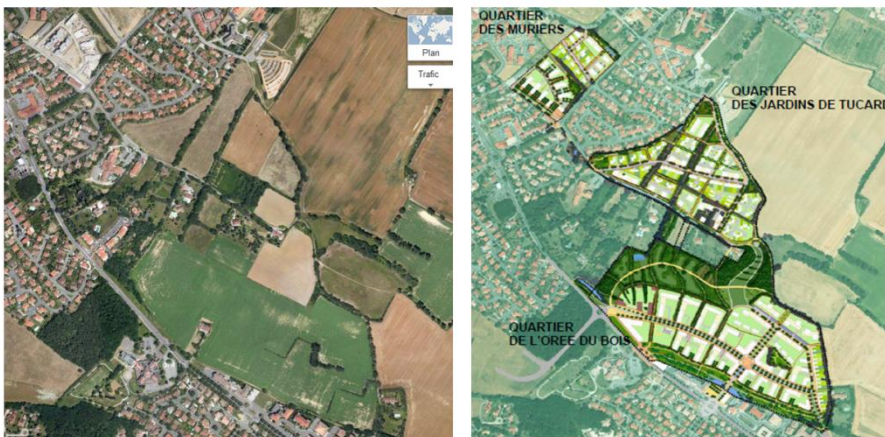 Plan
Trafic
QUARTIER
DES MURIERS
QUARTIER
DES JARDINS DE TUCARD
QUARTIER
DE L'OREE DU BOIS